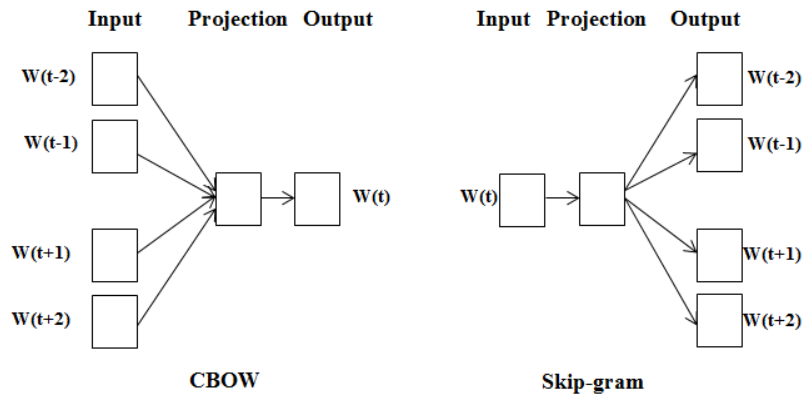 Input Projection Output
W(t-2)
W(t-1)
W(t)
W(t+1)
W(t+2)
CBOW
Input Projection Output
W(t-2)
W(t-1)
W(t)
W(t+1)
W(t+2)
Skip-gram